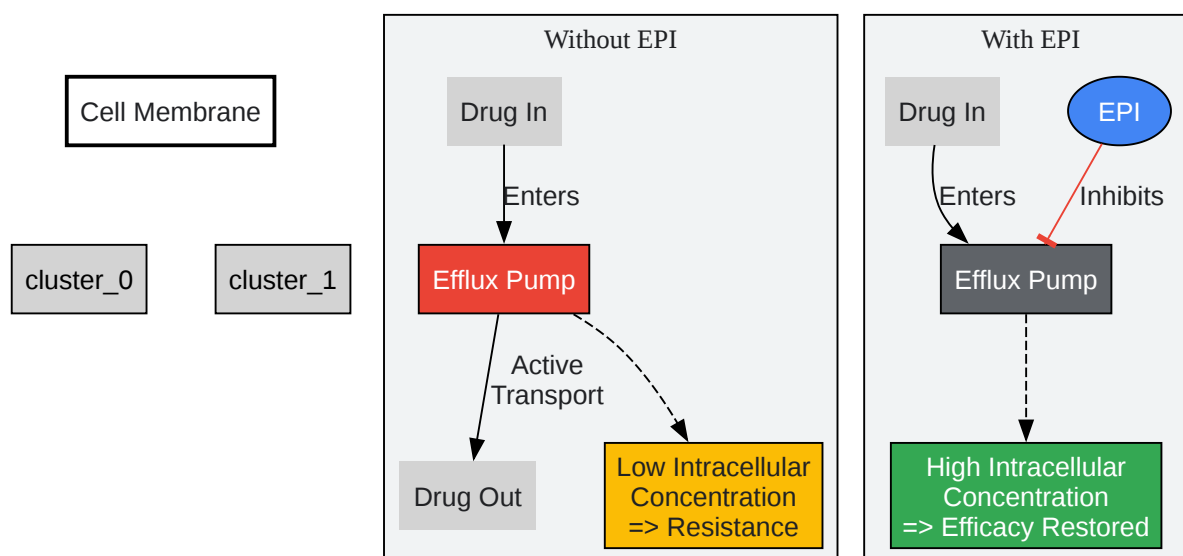 Cell Membrane
cluster_0
cluster_1
Without EPI
Drug In
Enters
Efflux Pump
Active
Transport
Drug Out
Low Intracellular
Concentration
=> Resistance
With EPI
Drug In
EPI
Enters
Inhibits
Efflux Pump
High Intracellular
Concentration
=> Efficacy Restored